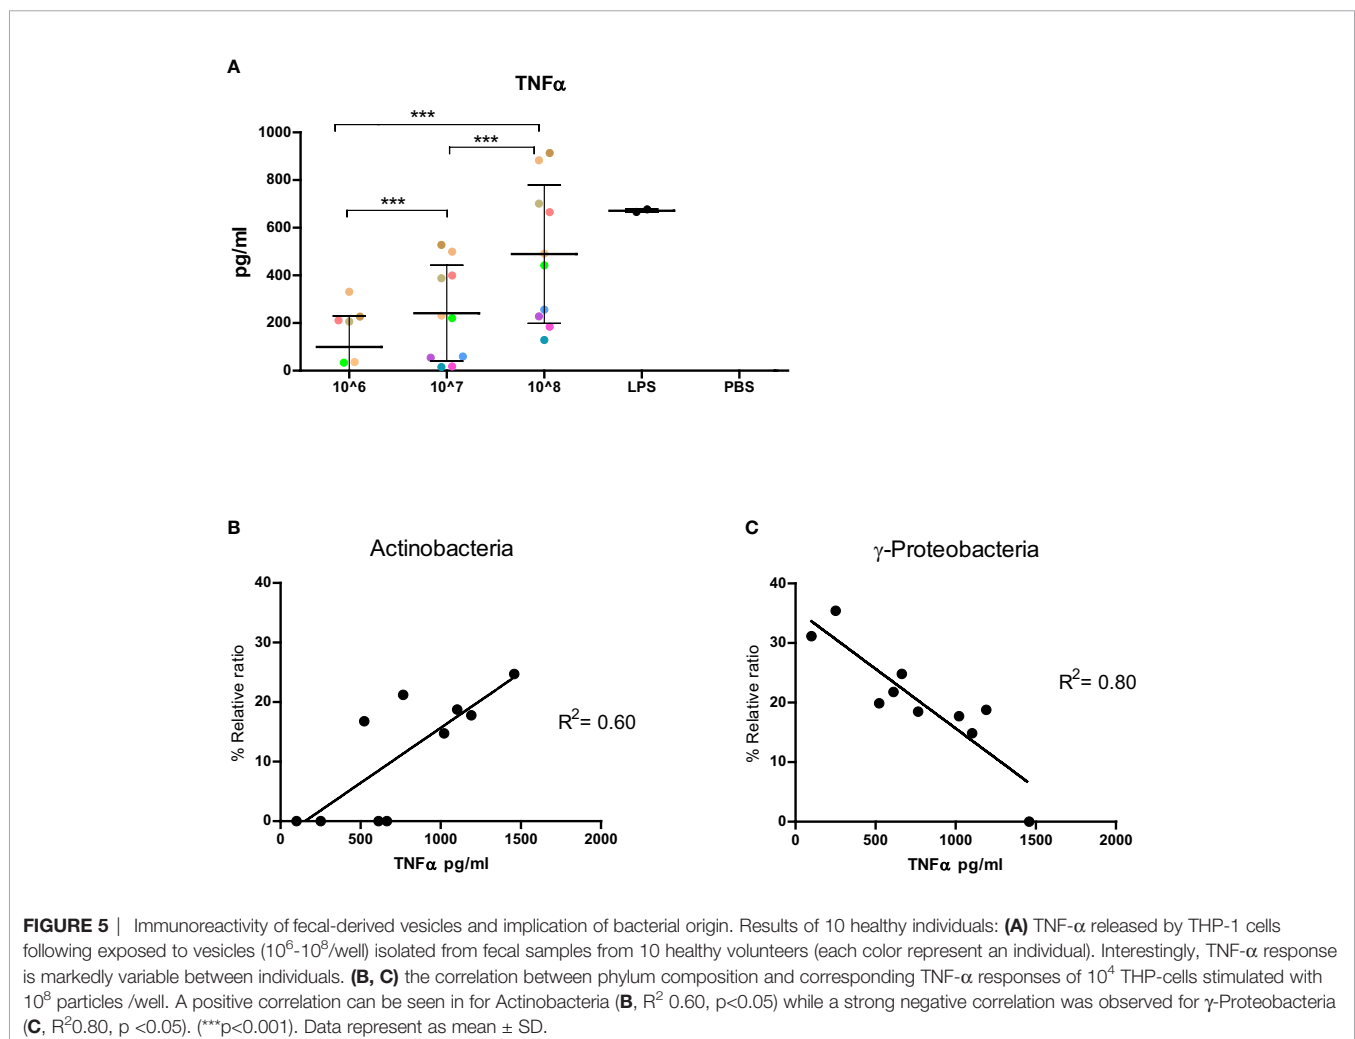 A
TNFα
***
***
***
pg/ml
1000
800
600
400
200
0
10^6
10^7
10^8
LPS
PBS
B
Actinobacteria
% Relative ratio
40
30
20
10
0
R²= 0.60
0
500
1000
1500
2000
TNFα pg/ml
C
γ-Proteobacteria
% Relative ratio
40
30
20
10
0
R²= 0.80
0
500
1000
1500
2000
TNFα pg/ml
FIGURE 5 | Immunoreactivity of fecal-derived vesicles and implication of bacterial origin. Results of 10 healthy individuals: (A) TNF-α released by THP-1 cells
following exposed to vesicles (10⁶-10⁸/well) isolated from fecal samples from 10 healthy volunteers (each color represent an individual). Interestingly, TNF-α response
is markedly variable between individuals. (B, C) the correlation between phylum composition and corresponding TNF-α responses of 10⁴ THP-cells stimulated with
10⁸ particles /well. A positive correlation can be seen in for Actinobacteria (B, R² 0.60, p<0.05) while a strong negative correlation was observed for γ-Proteobacteria
(C, R²0.80, p <0.05). (***p<0.001). Data represent as mean ± SD.